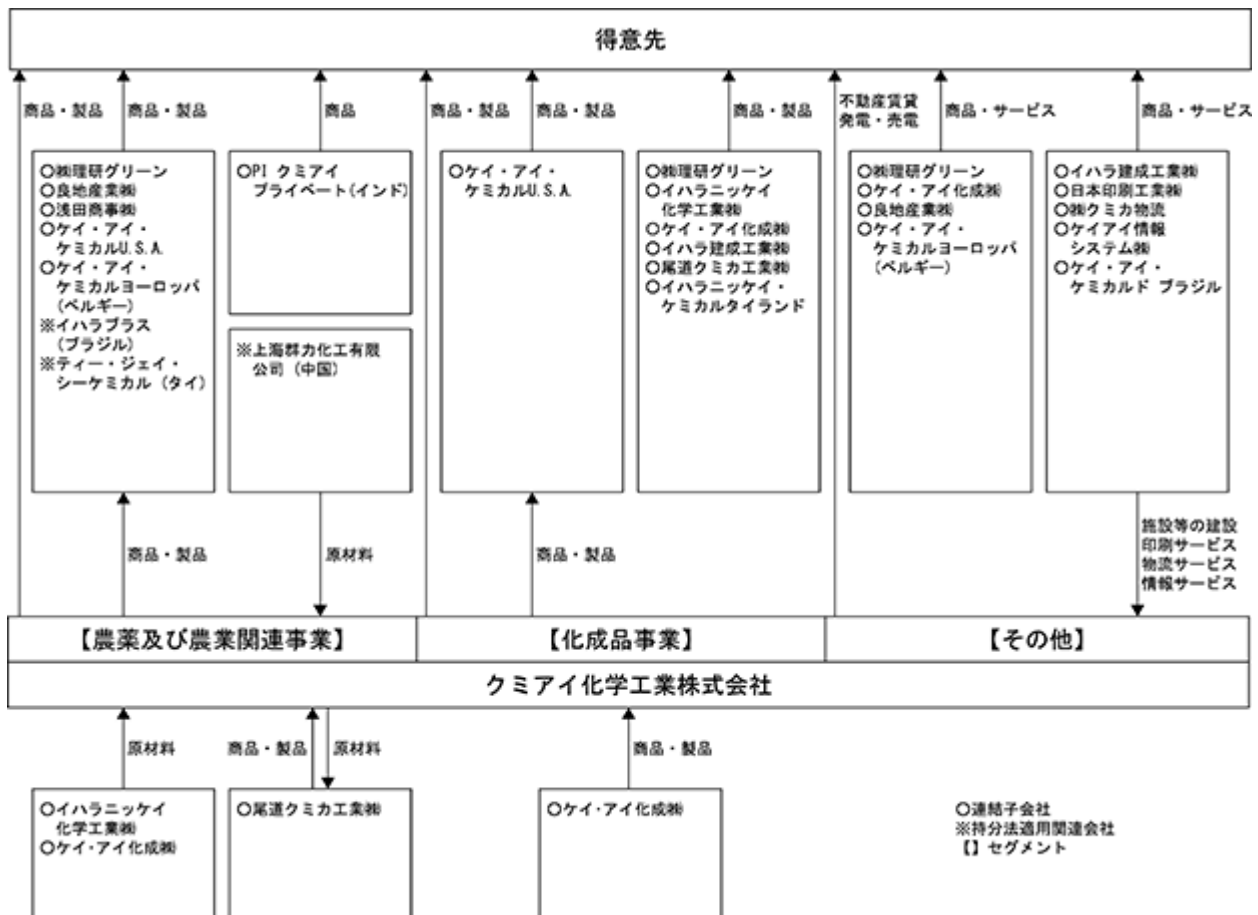 得意先
商品・製品
商品・製品
商品
商品・製品
商品・製品
商品・製品
不動産賃貸
発電・売電
商品・サービス
商品・サービス
○㈱理研グリーン
○良地産業㈱
○浅田商事㈱
○ケイ・アイ・
ケミカルU.S.A.
○ケイ・アイ・
ケミカルヨーロッパ
(ベルギー)
※イハラブラス
(ブラジル)
※ティー・ジェイ・
シーケミカル (タイ)
○PI クミアイ
プライベート(インド)
※上海群力化工有限
公司 (中国)
○ケイ・アイ・
ケミカルU.S.A.
○㈱理研グリーン
○イハラニッケイ
化学工業㈱
○ケイ・アイ化成㈱
○イハラ建成工業㈱
○尾道クミカ工業㈱
○イハラニッケイ・
ケミカルタイランド
○㈱理研グリーン
○ケイ・アイ化成㈱
○良地産業㈱
○ケイ・アイ・
ケミカルヨーロッパ
(ベルギー)
○イハラ建成工業㈱
○日本印刷工業㈱
○㈱クミカ物流
○ケイアイ情報
システム㈱
○ケイ・アイ・
ケミカルド ブラジル
商品・製品
原材料
商品・製品
施設等の建設
印刷サービス
物流サービス
情報サービス
【農薬及び農業関連事業】
【化成品事業】
【その他】
クミアイ化学工業株式会社
原材料
商品・製品
原材料
商品・製品
○イハラニッケイ
化学工業㈱
○ケイ・アイ化成㈱
○尾道クミカ工業㈱
○ケイ・アイ化成㈱
○連結子会社
※持分法適用関連会社
【】セグメント